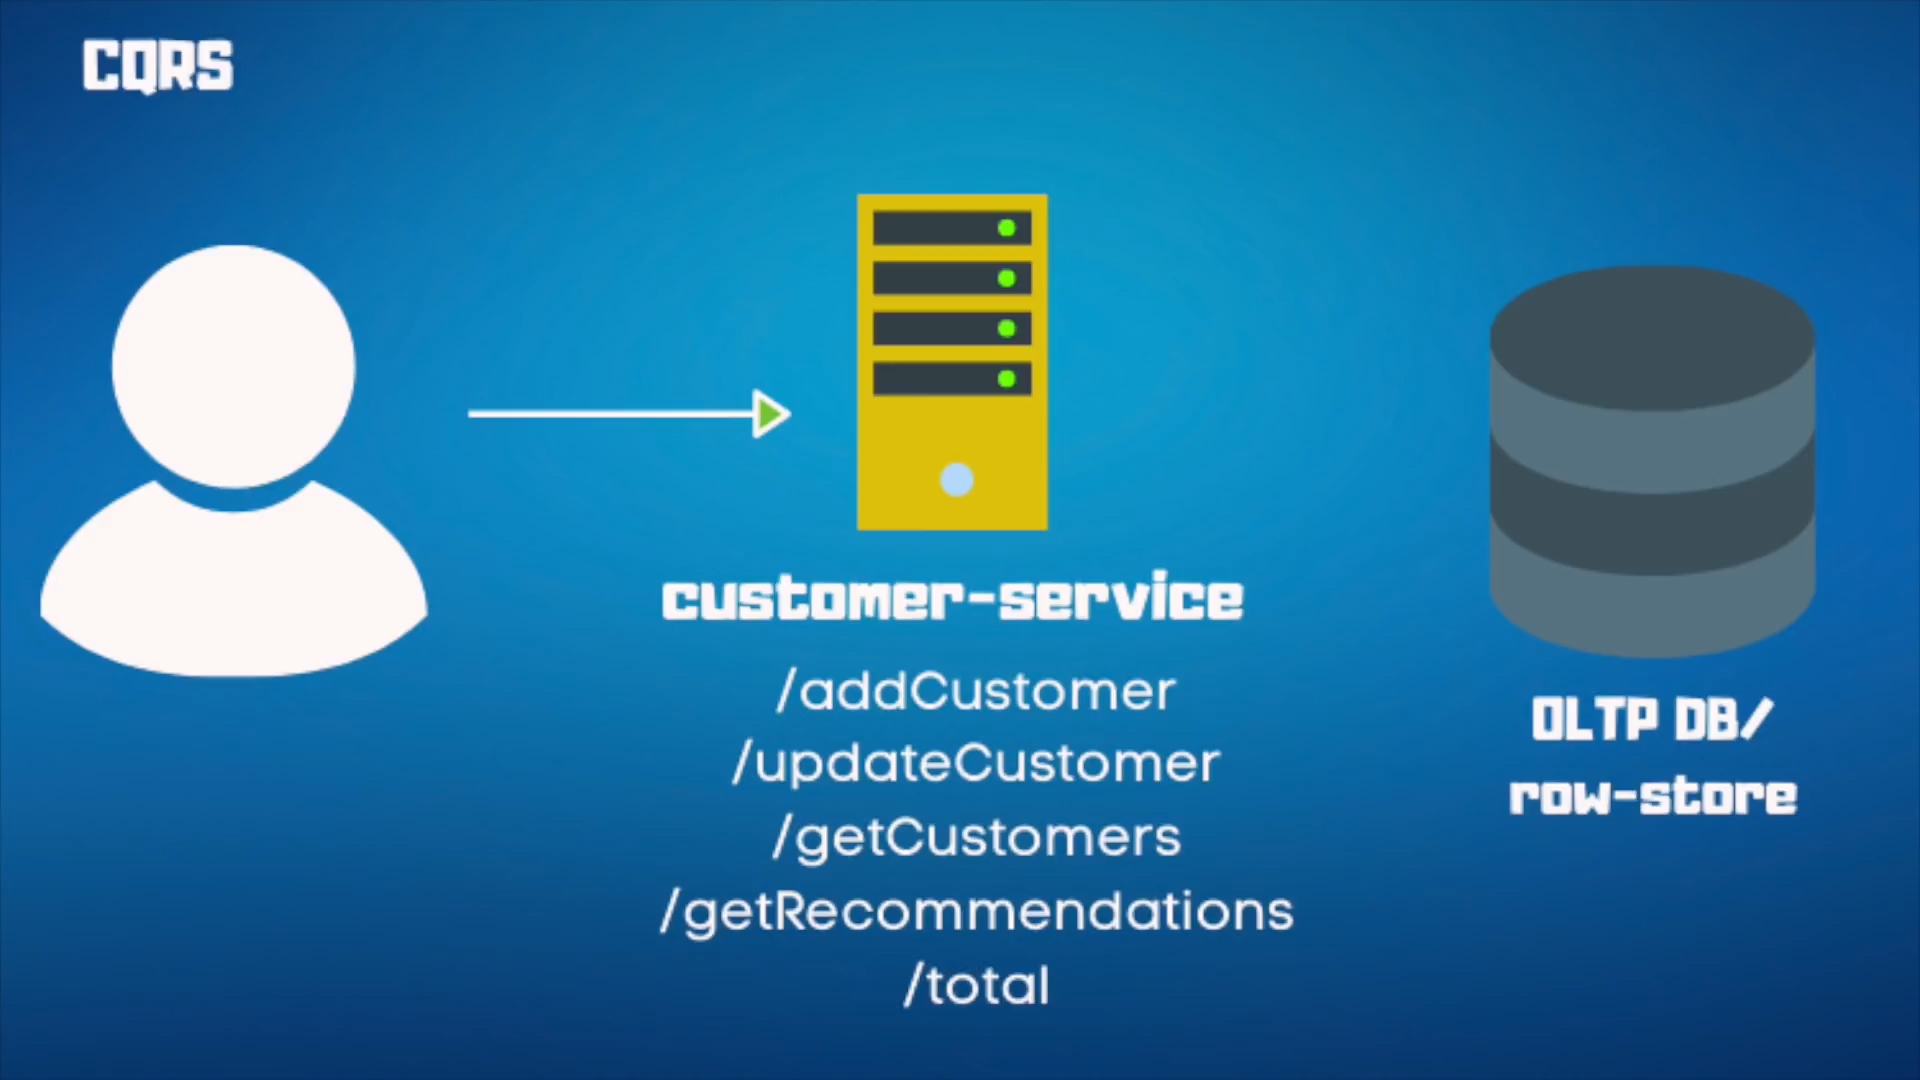 CQRS
customer-service
/addCustomer
/updateCustomer
/getCustomers
/getRecommendations
/total
OLTP DB/
row-store